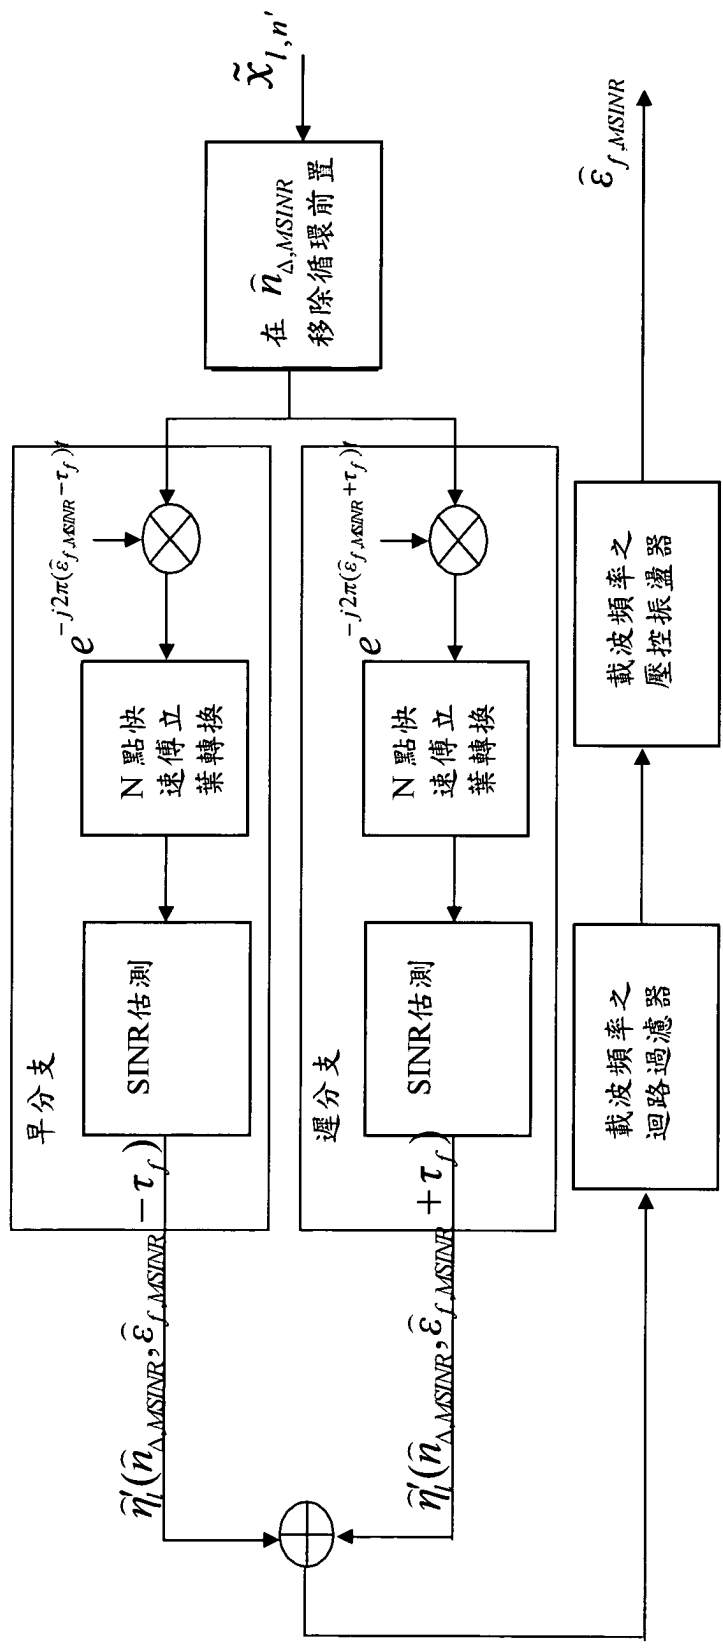 x̃_{l,n'}
在 n̂_{Δ,MSINR}
移除循環前置
早分支
e^{-j2π(ε̂_{f,MSINR}-τ_f)t}
N 點快
速傅立
葉轉換
SINR估測
η̂'_l(n̂_{Δ,MSINR}, ε̂_{f,MSINR} - τ_f)
遲分支
e^{-j2π(ε̂_{f,MSINR}+τ_f)t}
N 點快
速傅立
葉轉換
SINR估測
η̂'_l(n̂_{Δ,MSINR}, ε̂_{f,MSINR} + τ_f)
載波頻率之
迴路過濾器
載波頻率之
壓控振盪器
ε̂_{f,MSINR}